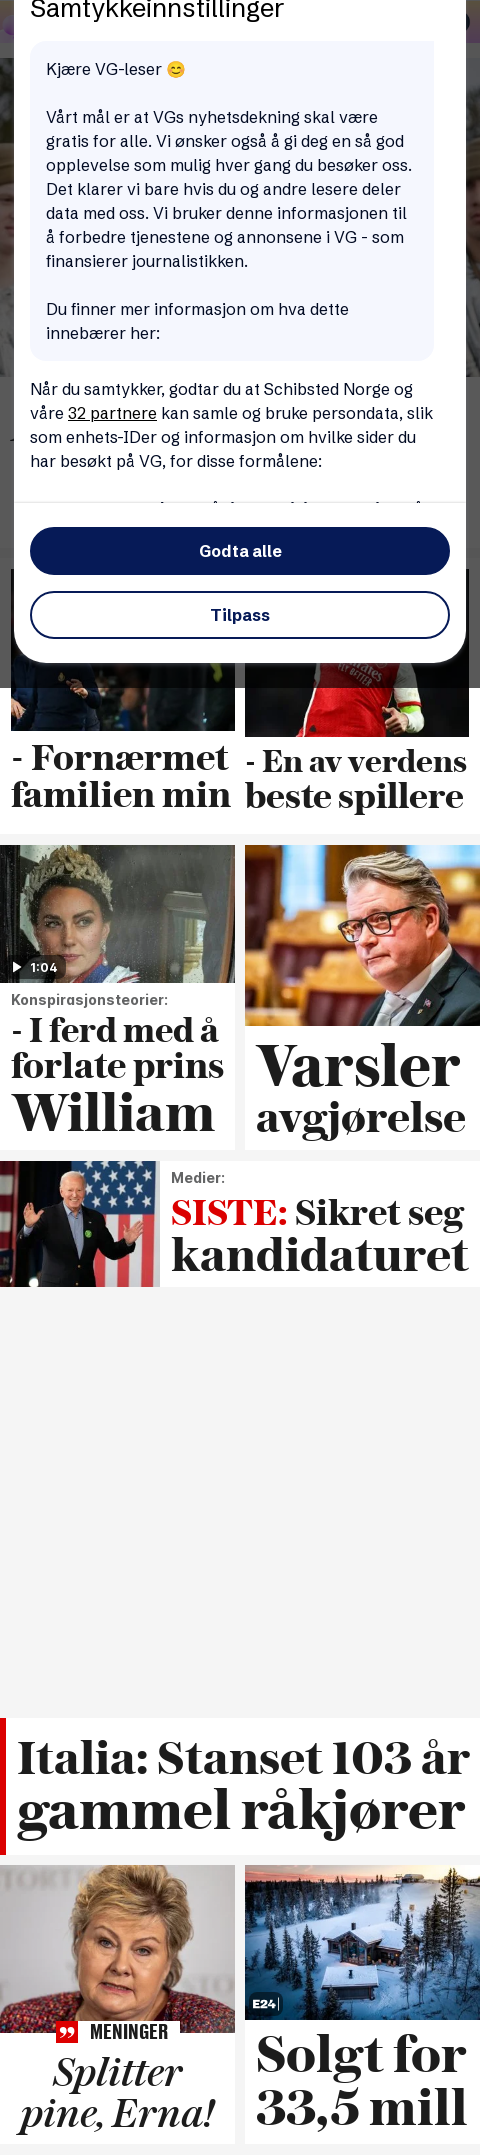 Samtykkeinnstillinger
Kjære VG-leser 😊
Vårt mål er at VGs nyhetsdekning skal være
gratis for alle. Vi ønsker også å gi deg en så god
opplevelse som mulig hver gang du besøker oss.
Det klarer vi bare hvis du og andre lesere deler
data med oss. Vi bruker denne informasjonen til
å forbedre tjenestene og annonsene i VG - som
finansierer journalistikken.
Du finner mer informasjon om hva dette
innebærer her:
Når du samtykker, godtar du at Schibsted Norge og
våre 32 partnere kan samle og bruke persondata, slik
som enhets-IDer og informasjon om hvilke sider du
har besøkt på VG, for disse formålene:
Godta alle
Tilpass
- Fornærmet
familien min
- En av verdens
beste spillere
1:04
Konspirasjonsteorier:
- I ferd med å
forlate prins
William
Varsler
avgjørelse
Medier:
SISTE: Sikret seg
kandidaturet
Italia: Stanset 103 år
gammel råkjører
MENINGER
Splitter
pine, Erna!
E24
Solgt for
33,5 mill